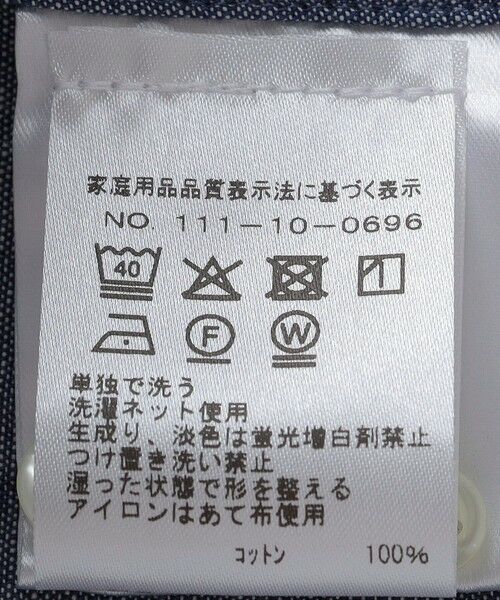 家庭用品品質表示法に基づく表示
NO. 111-10-0696
40
F W
単独で洗う
洗濯ネット使用
生成り、淡色は蛍光増白剤禁止
つけ置き洗い禁止
湿った状態で形を整える
アイロンはあて布使用
コットン 100%